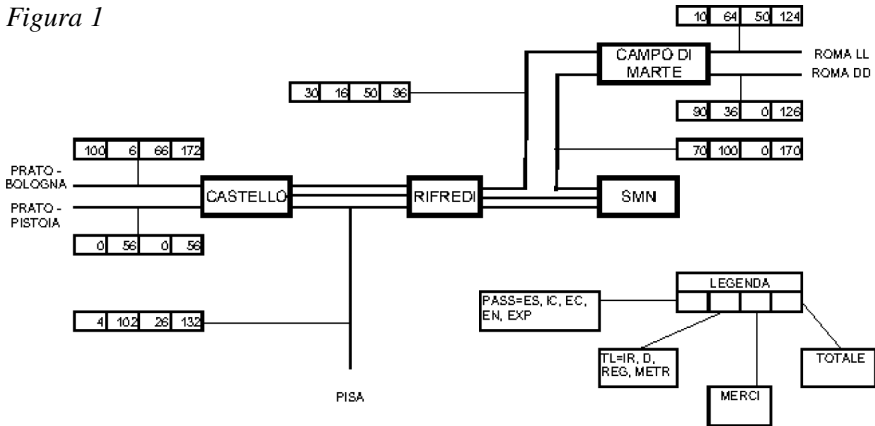 Figura 1
10 64 50 124
CAMPO DI
MARTE
ROMA LL
ROMA DD
30 16 50 96
90 36 0 126
100 6 66 172
70 100 0 170
PRATO -
BOLOGNA
CASTELLO
RIFREDI
SMN
PRATO -
PISTOIA
0 56 0 56
LEGENDA
PASS=ES, IC, EC,
EN, EXP
4 102 26 132
TL=IR, D,
REG, METR
TOTALE
MERCI
PISA